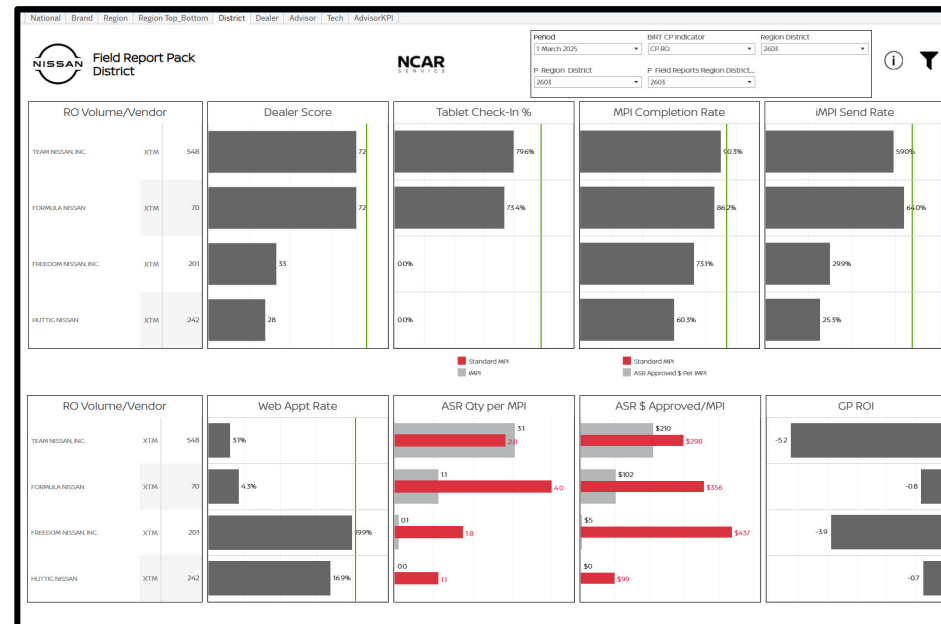 National Brand Region Region Top_Bottom District Dealer Advisor Tech AdvisorKPI
NISSAN
Field Report Pack
District
NCAR
SERVICE
Period BIRT CP Indicator Region District
1. March 2025 CP RO 2603
P_Region_District P_Field Reports Region District...
2603 2603
i
RO Volume/Vendor Dealer Score Tablet Check-In % MPI Completion Rate iMPI Send Rate
TEAM NISSAN, INC. XTM 548 72 79.6% 90.3% 59.0%
FORMULA NISSAN XTM 70 72 73.4% 86.2% 64.0%
FREEDOM NISSAN, INC. XTM 201 33 0.0% 73.1% 29.9%
HUTTIG NISSAN XTM 242 28 0.0% 60.3% 25.3%
Standard MPI Standard MPI
iMPI ASR Approved $ Per iMPI
RO Volume/Vendor Web Appt Rate ASR Qty per MPI ASR $ Approved/MPI GP ROI
TEAM NISSAN, INC. XTM 548 3.1% 3.1 2.8 $210 $298 -5.2
FORMULA NISSAN XTM 70 4.3% 1.1 4.0 $102 $356 -0.8
FREEDOM NISSAN, INC. XTM 201 19.9% 0.1 1.8 $5 $437 -3.9
HUTTIG NISSAN XTM 242 16.9% 0.0 1.1 $0 $99 -0.7